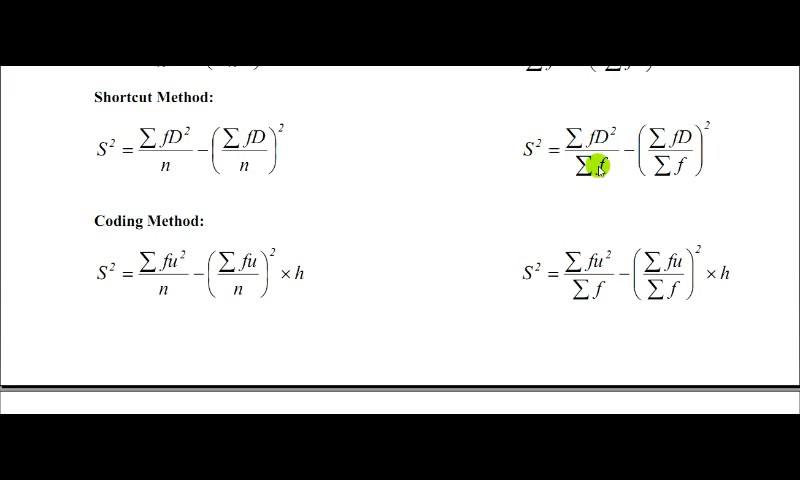 Shortcut Method:
S² = ∑ fD² / n − (∑ fD / n)²
S² = ∑ fD² / ∑ f − (∑ fD / ∑ f)²
Coding Method:
S² = ∑ fu² / n − (∑ fu / n)² × h
S² = ∑ fu² / ∑ f − (∑ fu / ∑ f)² × h